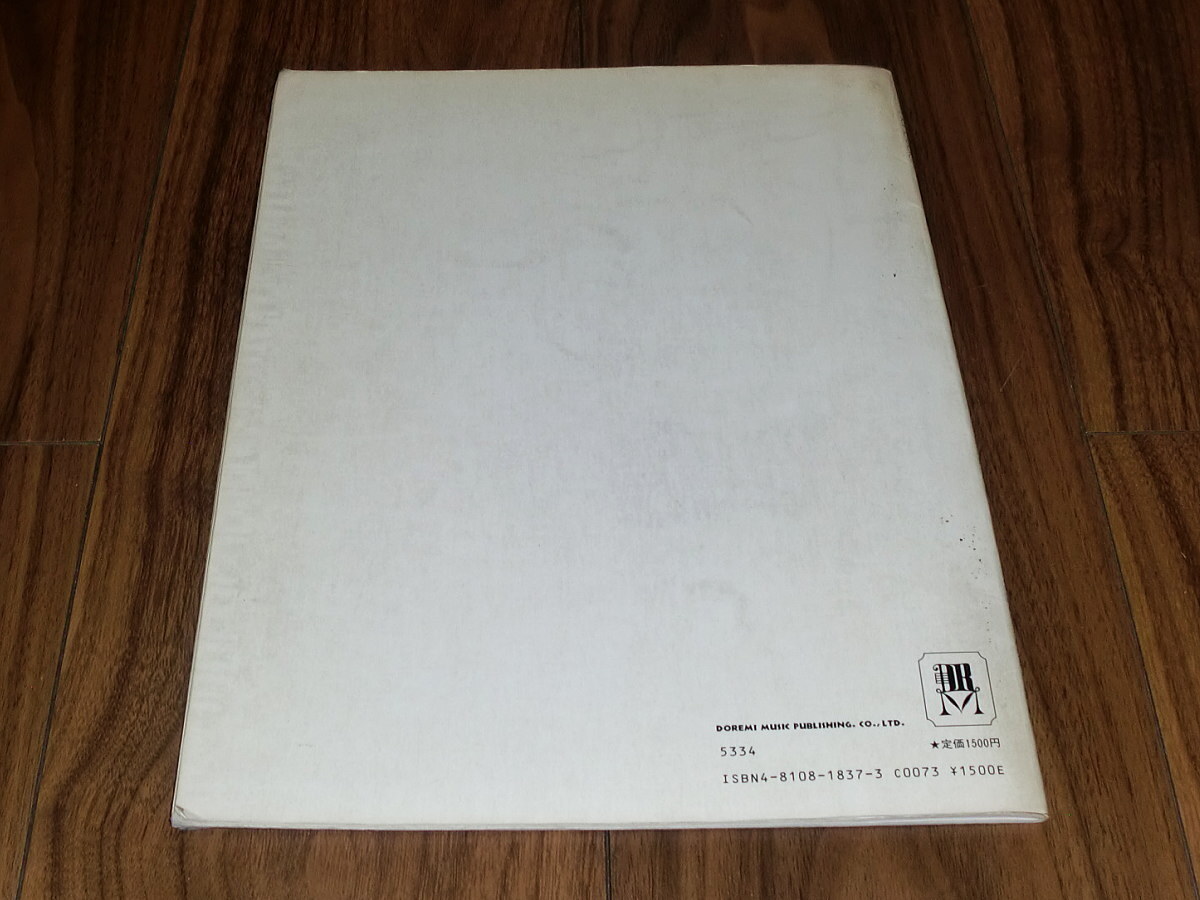 DRM
DOREMI MUSIC PUBLISHING. CO., LTD.
5334
★定価1500円
ISBN4-8108-1837-3 C0073 ¥1500E